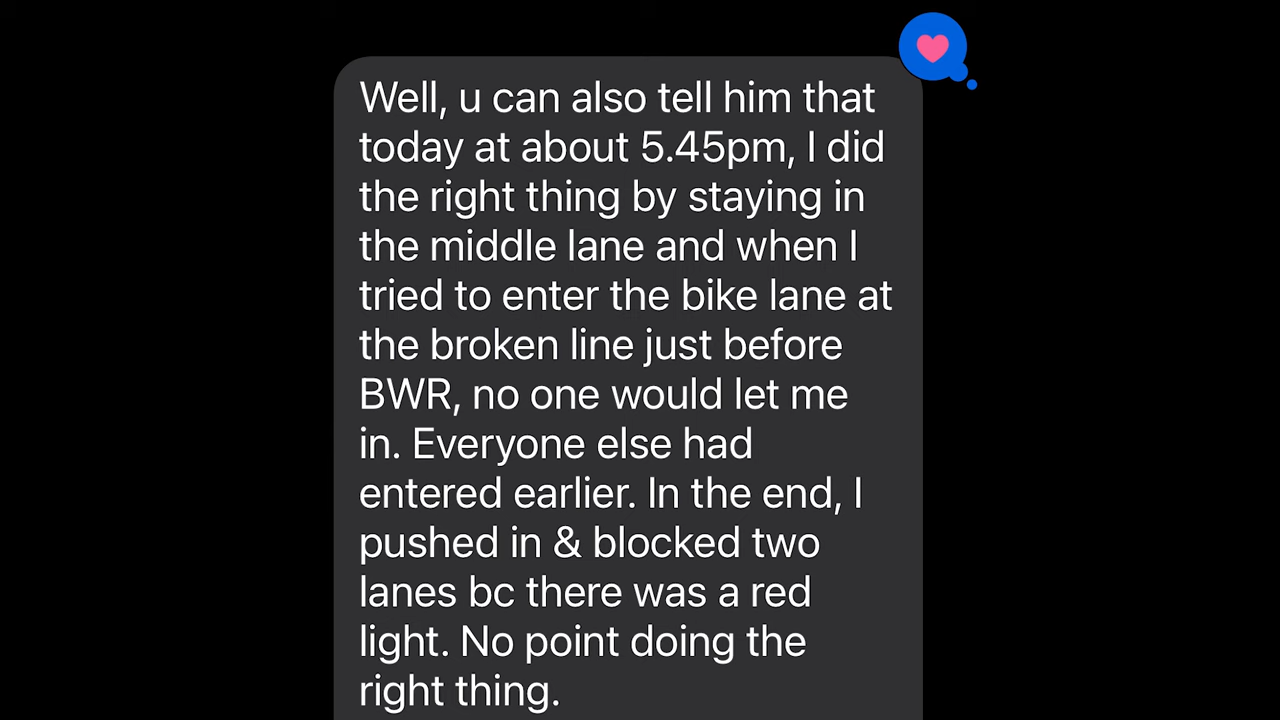 Well, u can also tell him that
today at about 5.45pm, I did
the right thing by staying in
the middle lane and when I
tried to enter the bike lane at
the broken line just before
BWR, no one would let me
in. Everyone else had
entered earlier. In the end, I
pushed in & blocked two
lanes bc there was a red
light. No point doing the
right thing.